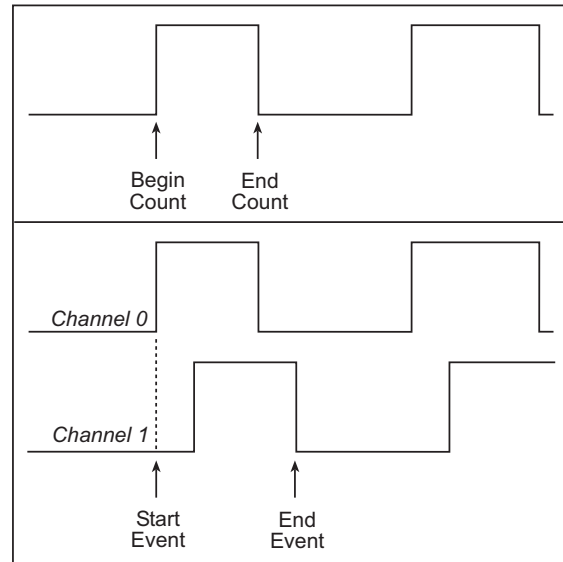 Begin End
Count Count
Channel 0
Channel 1
Start End
Event Event